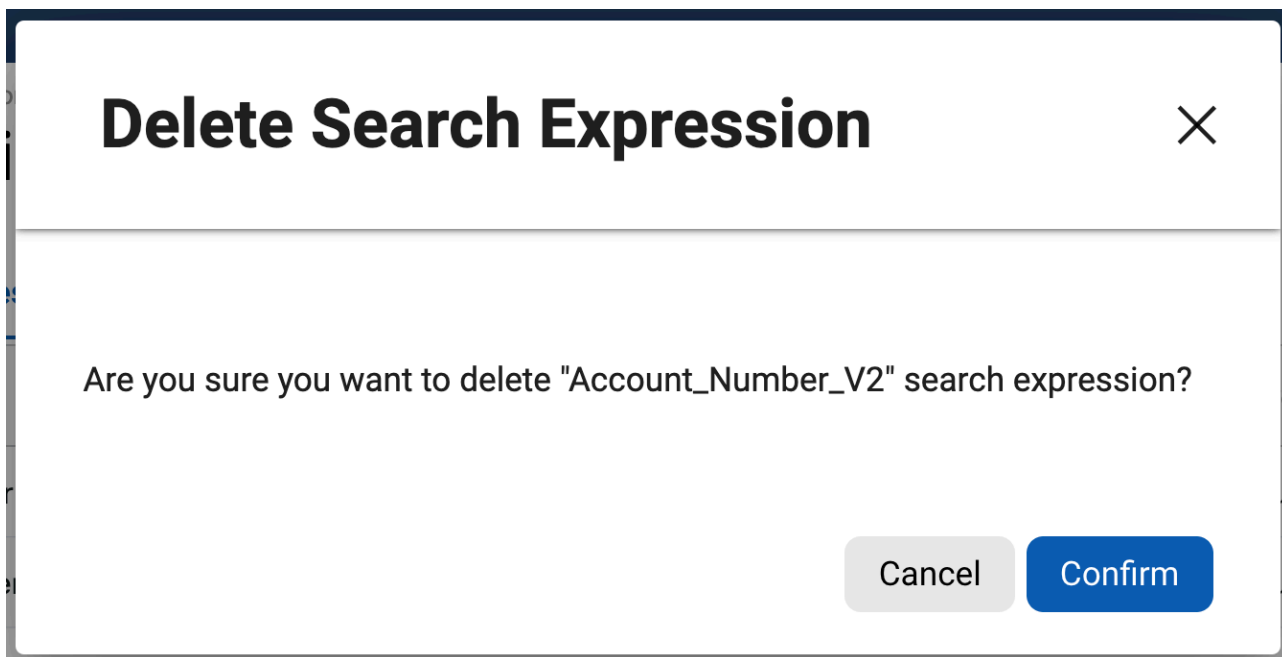 Delete Search Expression
Are you sure you want to delete "Account_Number_V2" search expression?
Cancel
Confirm